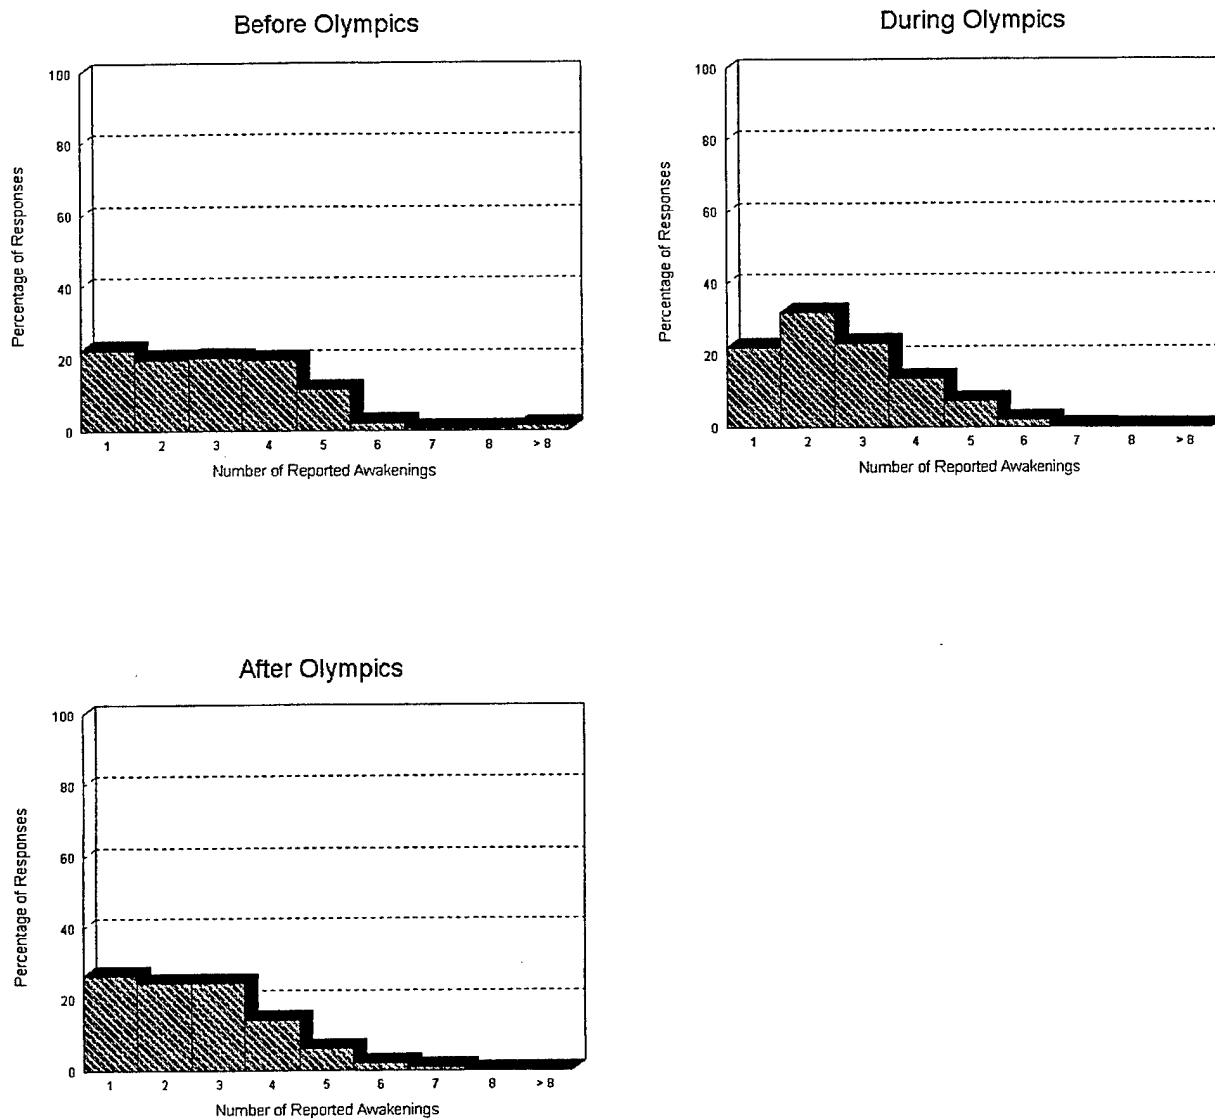 Before Olympics
100
80
60
40
20
0
Percentage of Responses
1 2 3 4 5 6 7 8 > 8
Number of Reported Awakenings
During Olympics
100
80
60
40
20
0
Percentage of Responses
1 2 3 4 5 6 7 8 > 8
Number of Reported Awakenings
After Olympics
100
80
60
40
20
0
Percentage of Responses
1 2 3 4 5 6 7 8 > 8
Number of Reported Awakenings